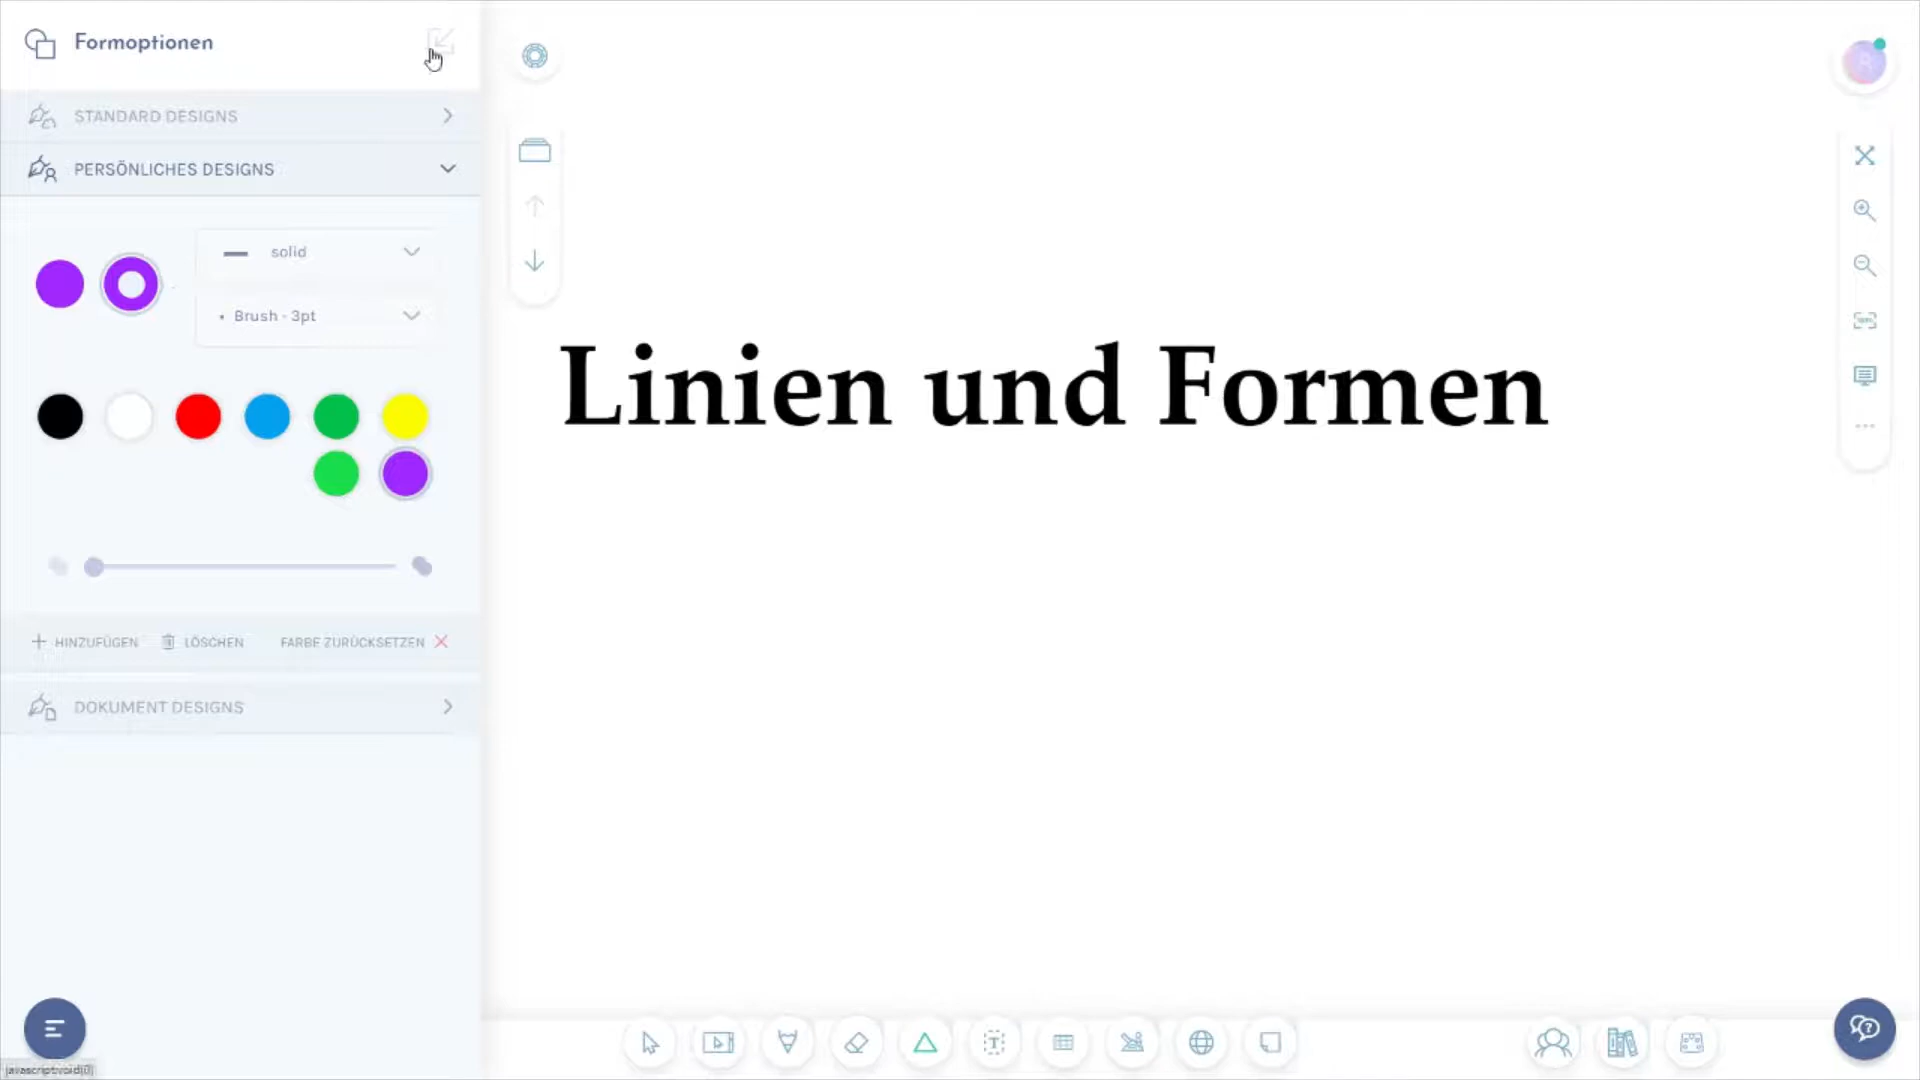 Formoptionen
STANDARD DESIGNS
PERSÖNLICHES DESIGNS
solid
Brush - 3pt
Linien und Formen
HINZUFÜGEN LÖSCHEN FARBE ZURÜCKSETZEN
DOKUMENT DESIGNS
javascript:void(0)